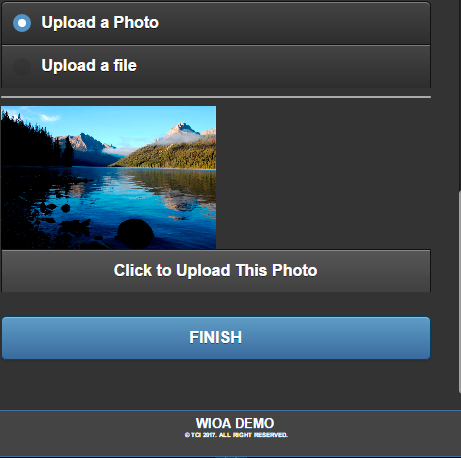 Upload a Photo
Upload a file
Click to Upload This Photo
FINISH
WIOA DEMO
© TCI 2017. ALL RIGHT RESERVED.